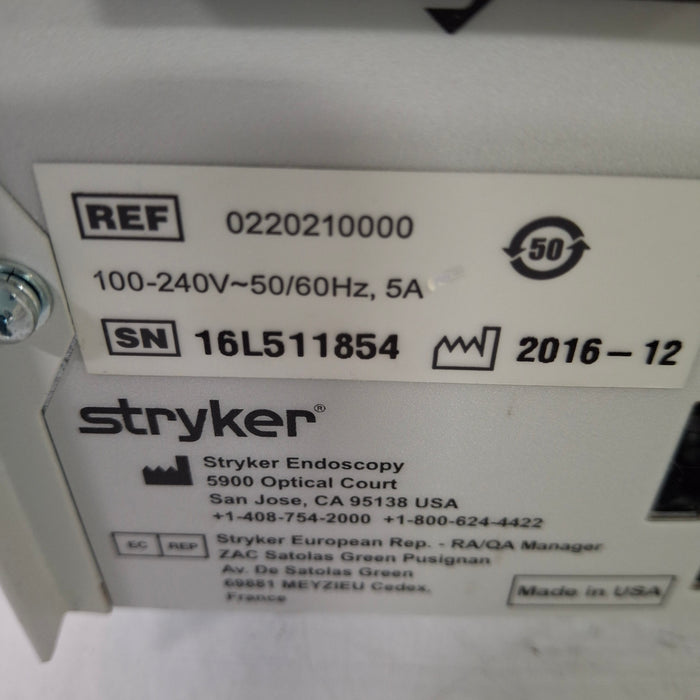 REF 0220210000
50
100-240V~50/60Hz, 5A
SN 16L511854 2016-12
stryker®
Stryker Endoscopy
5900 Optical Court
San Jose, CA 95138 USA
+1-408-754-2000 +1-800-624-4422
EC REP Stryker European Rep. - RA/QA Manager
ZAC Satolas Green Pusignan
Av. De Satolas Green
69881 MEYZIEU Cedex,
France
Made in USA